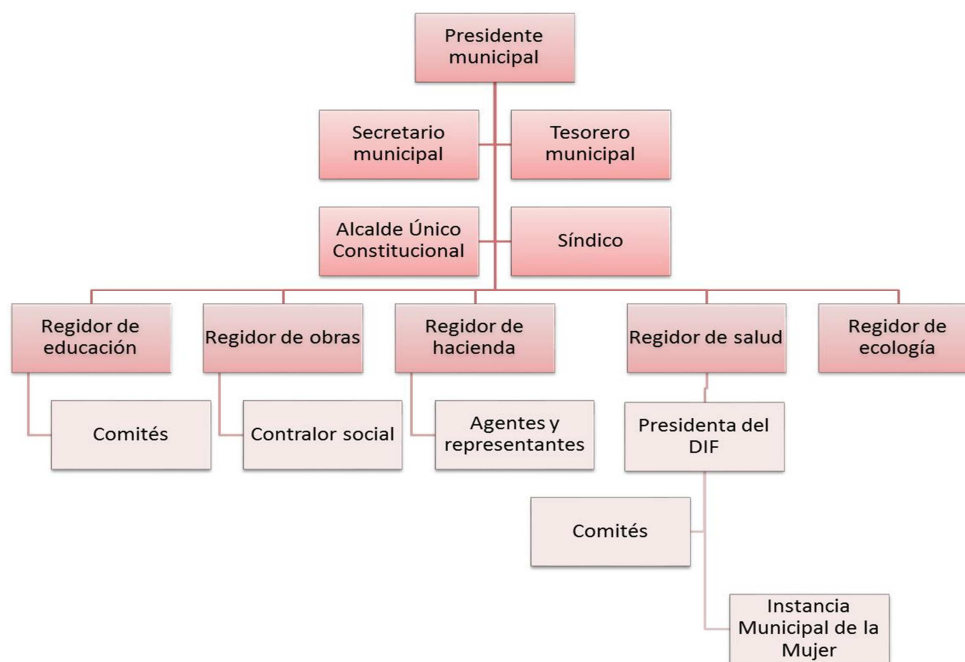 Presidente
municipal
Secretario
municipal
Tesorero
municipal
Alcalde Único
Constitucional
Síndico
Regidor de
educación
Regidor de obras
Regidor de
hacienda
Regidor de salud
Regidor de
ecología
Comités
Contralor social
Agentes y
representantes
Presidenta del
DIF
Comités
Instancia
Municipal de la
Mujer